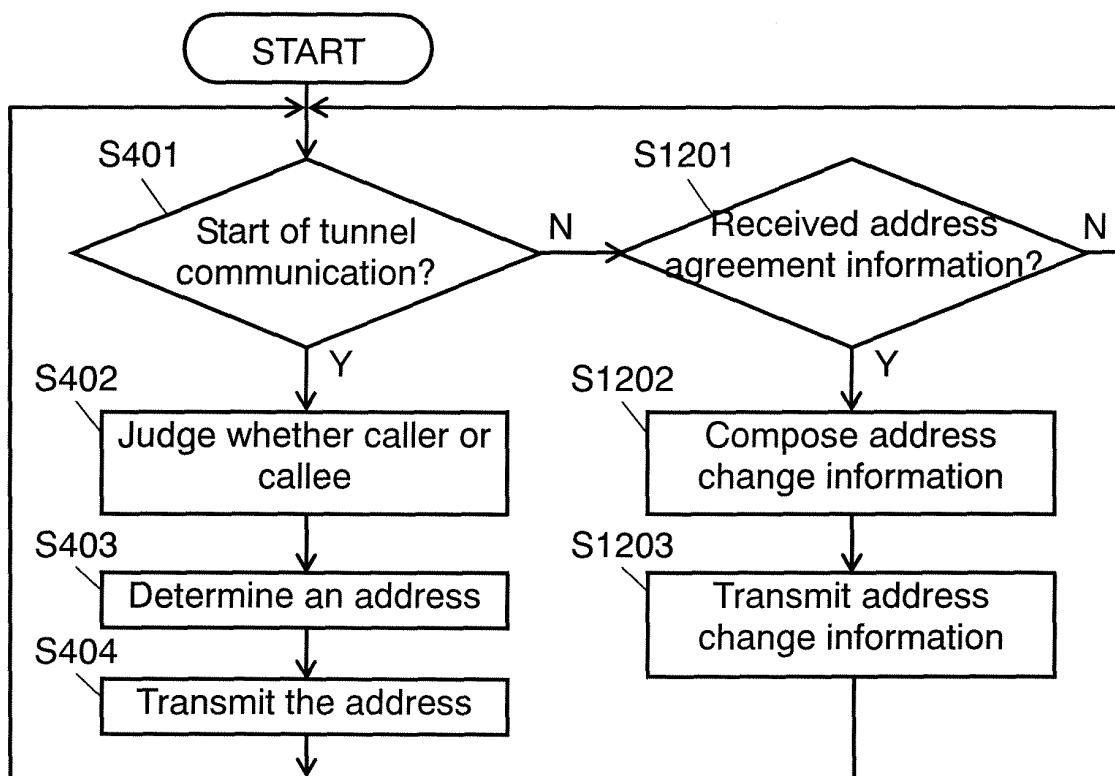 START
S401
Start of tunnel
communication?
N
Y
S1201
Received address
agreement information?
N
Y
S402
Judge whether caller or
callee
S403
Determine an address
S404
Transmit the address
S1202
Compose address
change information
S1203
Transmit address
change information